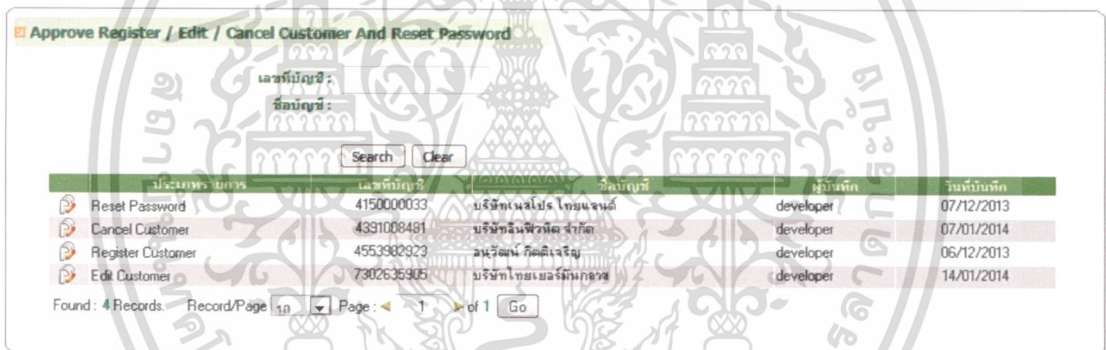 Approve Register / Edit / Cancel Customer And Reset Password
เลขที่บัญชี :
ชื่อบัญชี :
Search Clear
ประเภทรายการ เลขที่บัญชี ชื่อบัญชี ผู้บันทึก วันที่บันทึก
Reset Password 4150000033 บริษัทเนลโปร ไทยแลนด์ developer 07/12/2013
Cancel Customer 4391008481 บริษัทอินฟิวหีต จำกัด developer 07/01/2014
Register Customer 4553982923 อนุวัฒน์ กิตติเจริญ developer 06/12/2013
Edit Customer 7302635905 บริษัทไทยเยอร์มันกลาส developer 14/01/2014
Found : 4 Records. Record/Page 10 Page : 1 of 1 Go